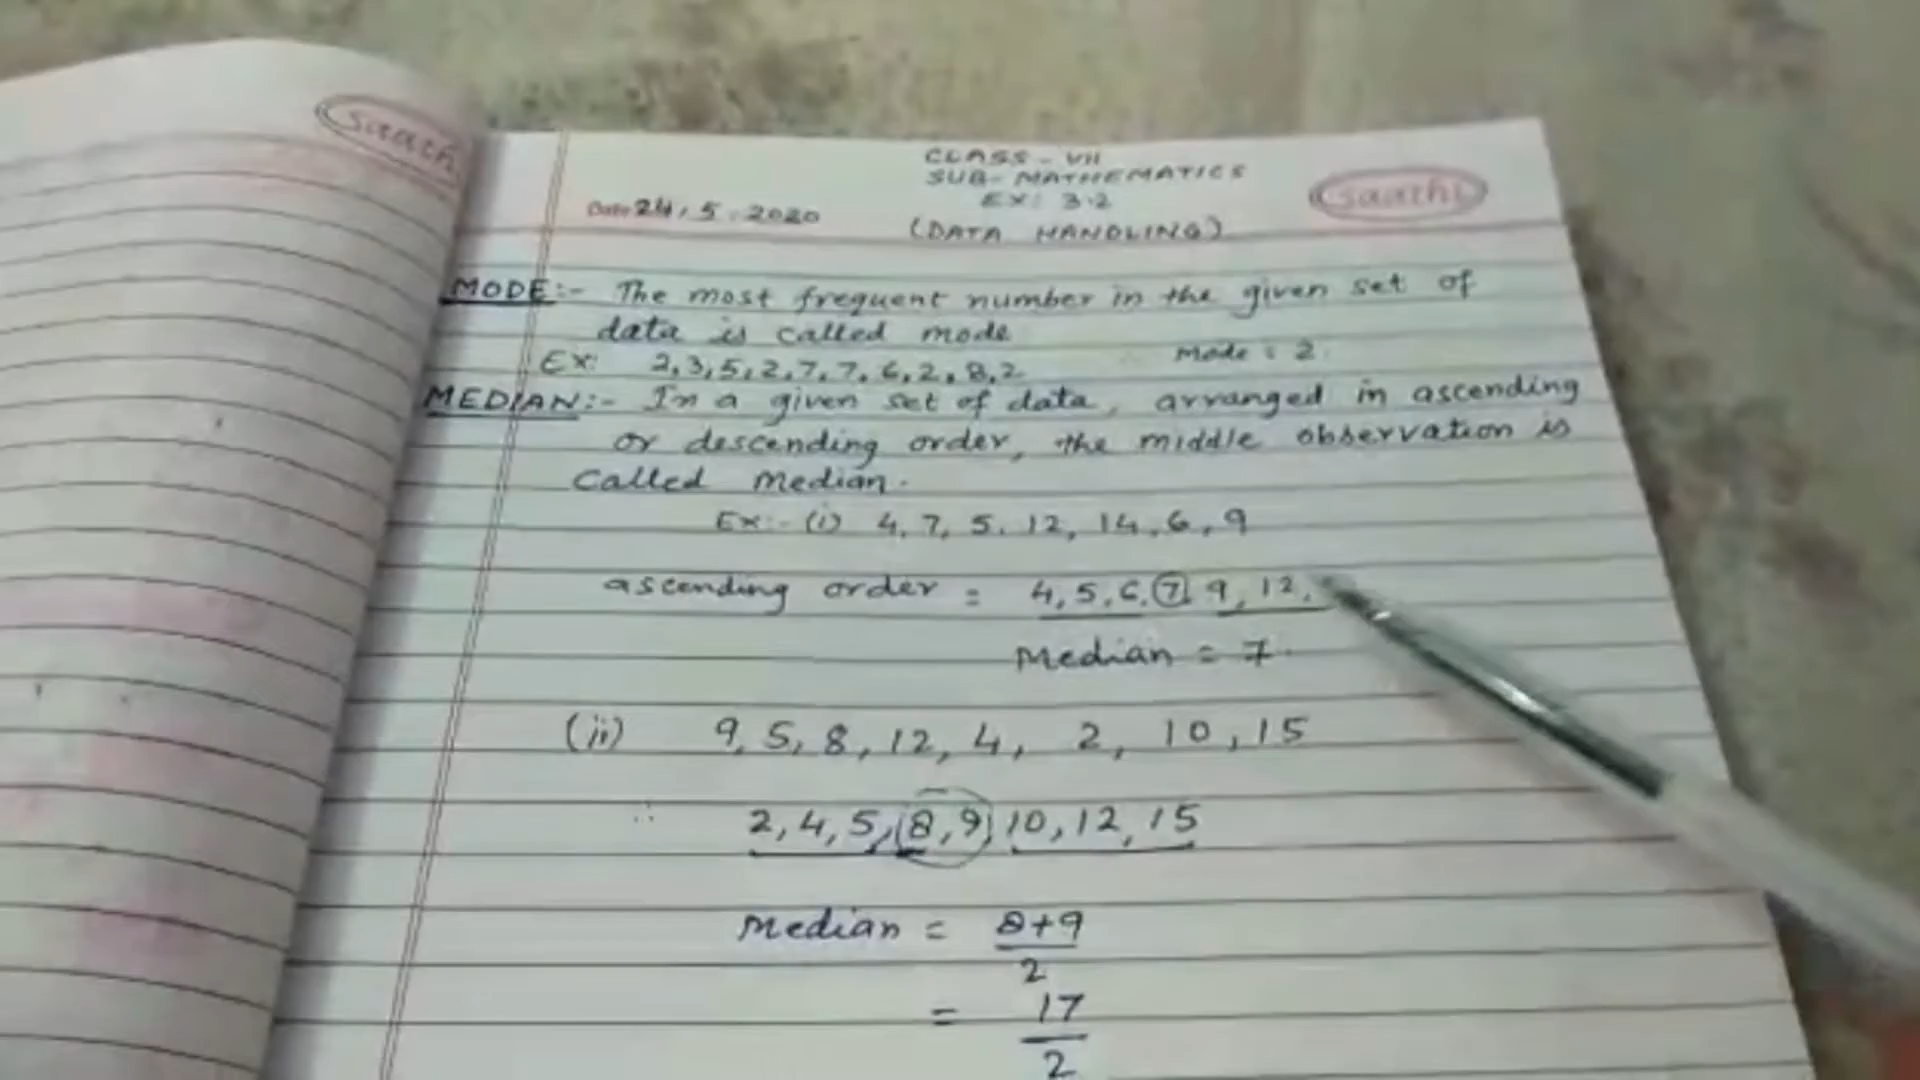 Saathi
CLASS - VII
SUB - MATHEMATICS
EX: 3.2
(DATA HANDLING)
Saathi
Date 24.5.2020
MODE:- The most frequent number in the given set of
data is called mode
Ex: 2,3,5,2,7,7,6,2,8,2 Mode = 2.
MEDIAN:- In a given set of data, arranged in ascending
or descending order, the middle observation is
Called Median.
Ex:- (i) 4, 7, 5, 12, 14, 6, 9
ascending order = 4, 5, 6, 7, 9, 12,
Median = 7
(ii) 9, 5, 8, 12, 4, 2, 10, 15
∴ 2, 4, 5, 8, 9, 10, 12, 15
Median = 8+9
2
= 17
2